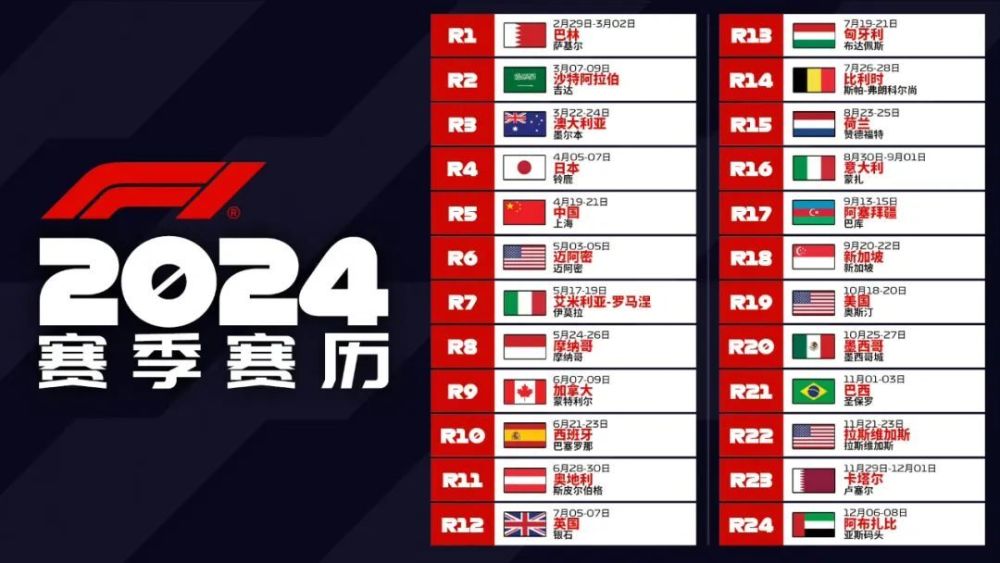 F1®
2024
赛季赛历
R1
2月29日-3月02日
巴林
萨基尔
R2
3月07-09日
沙特阿拉伯
吉达
R3
3月22-24日
澳大利亚
墨尔本
R4
4月05-07日
日本
铃鹿
R5
4月19-21日
中国
上海
R6
5月03-05日
迈阿密
迈阿密
R7
5月17-19日
艾米利亚-罗马涅
伊莫拉
R8
5月24-26日
摩纳哥
摩纳哥
R9
6月07-09日
加拿大
蒙特利尔
R10
6月21-23日
西班牙
巴塞罗那
R11
6月28-30日
奥地利
斯皮尔伯格
R12
7月05-07日
英国
银石
R13
7月19-21日
匈牙利
布达佩斯
R14
7月26-28日
比利时
斯帕-弗朗科尔尚
R15
8月23-25日
荷兰
赞德福特
R16
8月30日-9月01日
意大利
蒙扎
R17
9月13-15日
阿塞拜疆
巴库
R18
9月20-22日
新加坡
新加坡
R19
10月18-20日
美国
奥斯汀
R20
10月25-27日
墨西哥
墨西哥城
R21
11月01-03日
巴西
圣保罗
R22
11月21-23日
拉斯维加斯
拉斯维加斯
R23
11月29日-12月01日
卡塔尔
卢塞尔
R24
12月06-08日
阿布扎比
亚斯码头